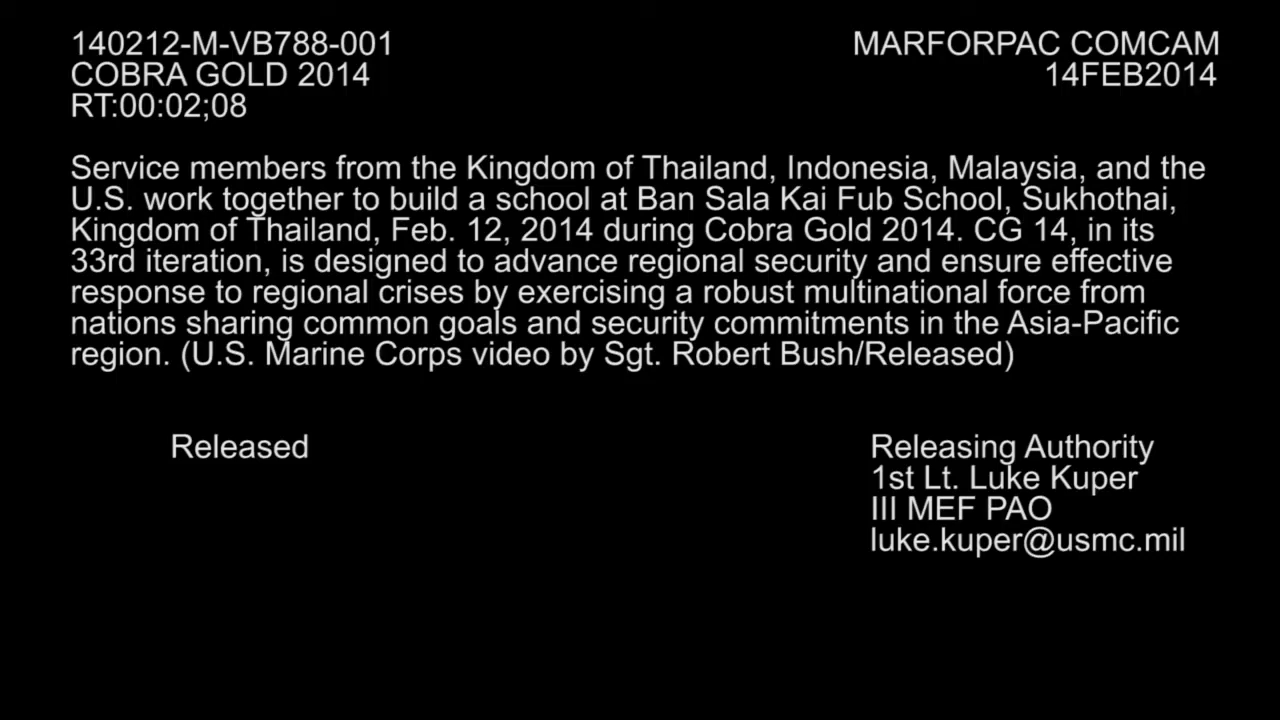 140212-M-VB788-001
MARFORPAC COMCAM
COBRA GOLD 2014
14FEB2014
RT:00:02;08
Service members from the Kingdom of Thailand, Indonesia, Malaysia, and the
U.S. work together to build a school at Ban Sala Kai Fub School, Sukhothai,
Kingdom of Thailand, Feb. 12, 2014 during Cobra Gold 2014. CG 14, in its
33rd iteration, is designed to advance regional security and ensure effective
response to regional crises by exercising a robust multinational force from
nations sharing common goals and security commitments in the Asia-Pacific
region. (U.S. Marine Corps video by Sgt. Robert Bush/Released)
Released
Releasing Authority
1st Lt. Luke Kuper
III MEF PAO
luke.kuper@usmc.mil